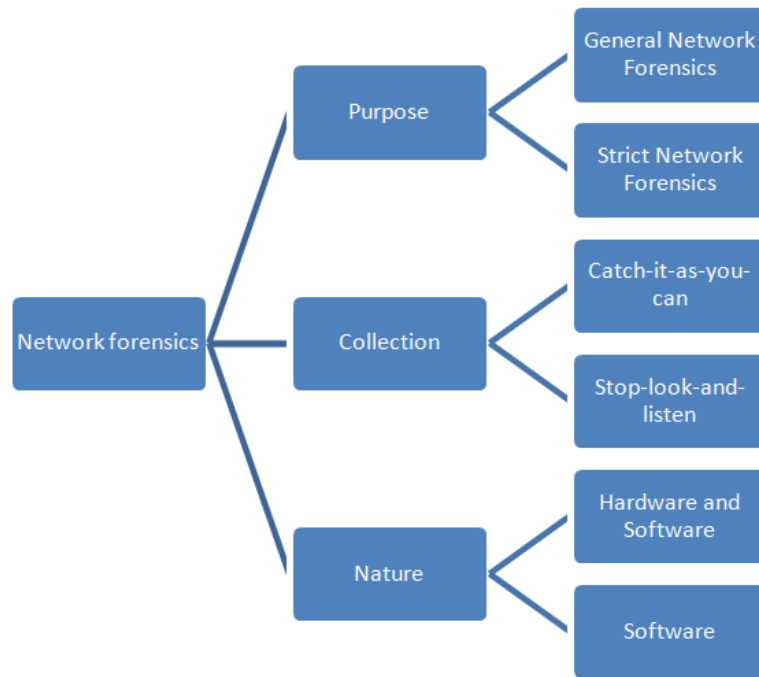 Network forensics
Purpose
General Network
Forensics
Strict Network
Forensics
Collection
Catch-it-as-you-
can
Stop-look-and-
listen
Nature
Hardware and
Software
Software